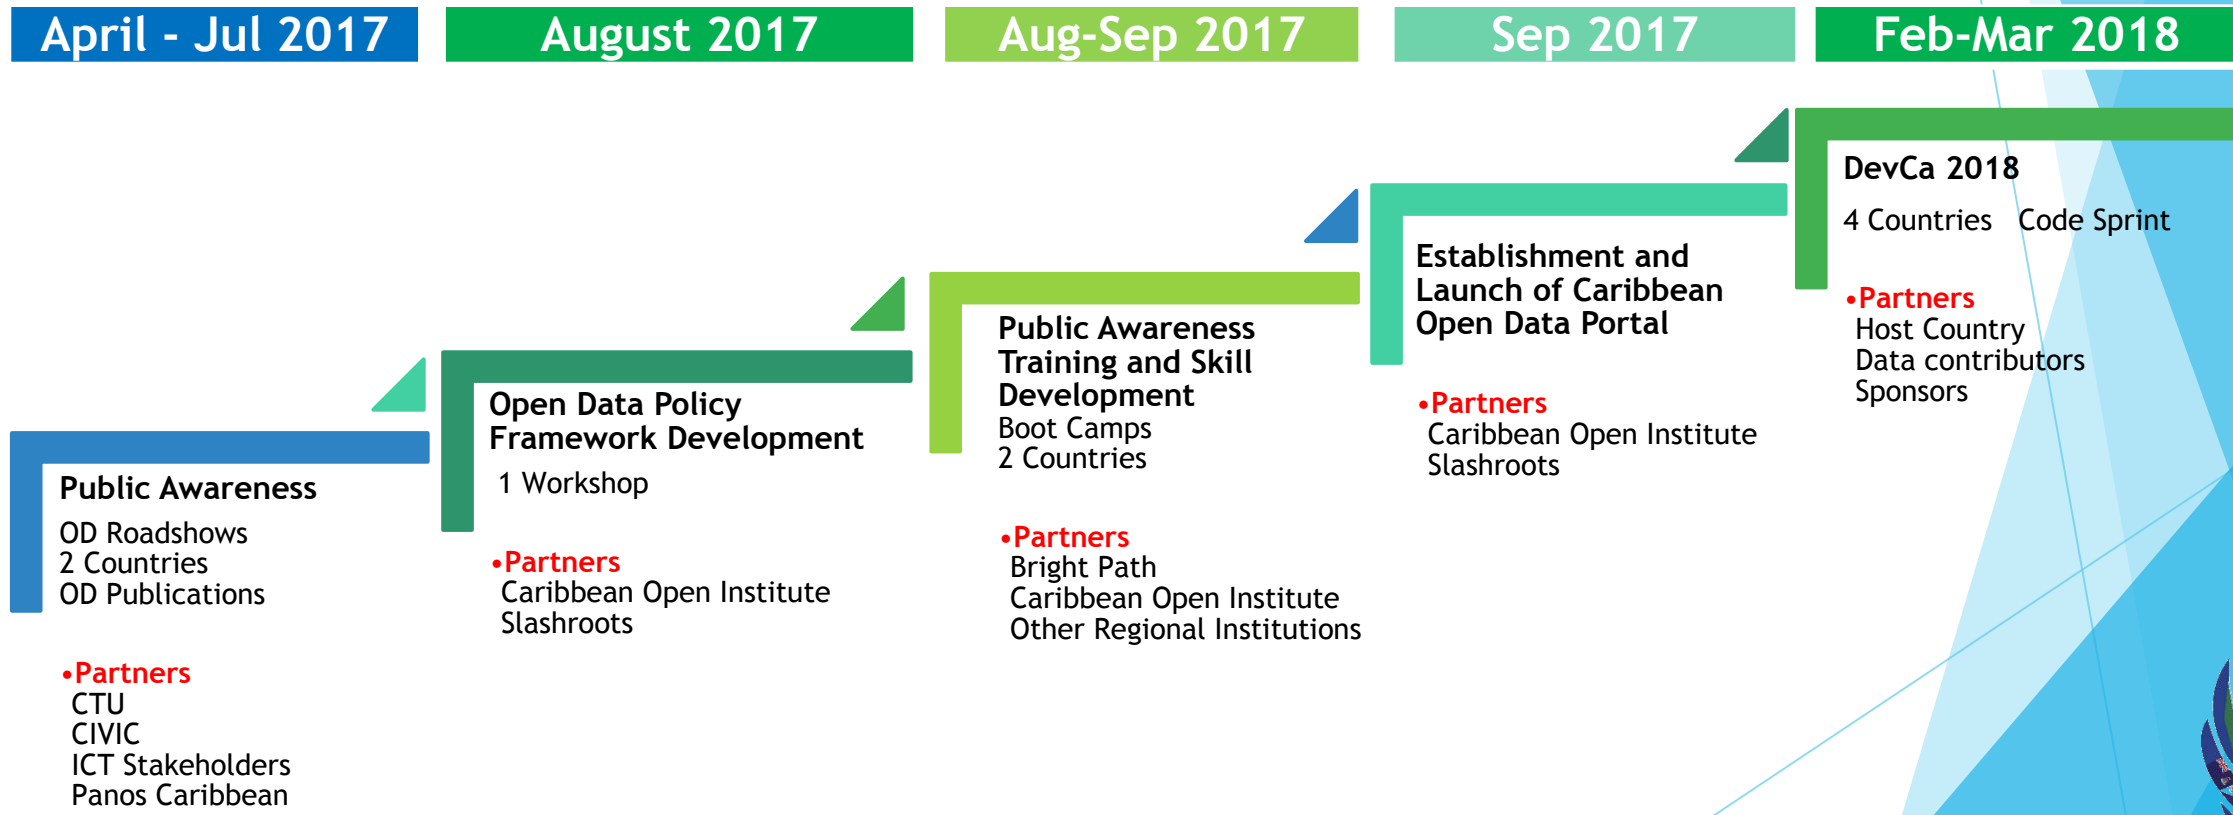 April - Jul 2017
August 2017
Aug-Sep 2017
Sep 2017
Feb-Mar 2018
Public Awareness
OD Roadshows
2 Countries
OD Publications
•Partners
CTU
CIVIC
ICT Stakeholders
Panos Caribbean
Open Data Policy
Framework Development
1 Workshop
•Partners
Caribbean Open Institute
Slashroots
Public Awareness
Training and Skill
Development
Boot Camps
2 Countries
•Partners
Bright Path
Caribbean Open Institute
Other Regional Institutions
Establishment and
Launch of Caribbean
Open Data Portal
•Partners
Caribbean Open Institute
Slashroots
DevCa 2018
4 Countries Code Sprint
•Partners
Host Country
Data contributors
Sponsors